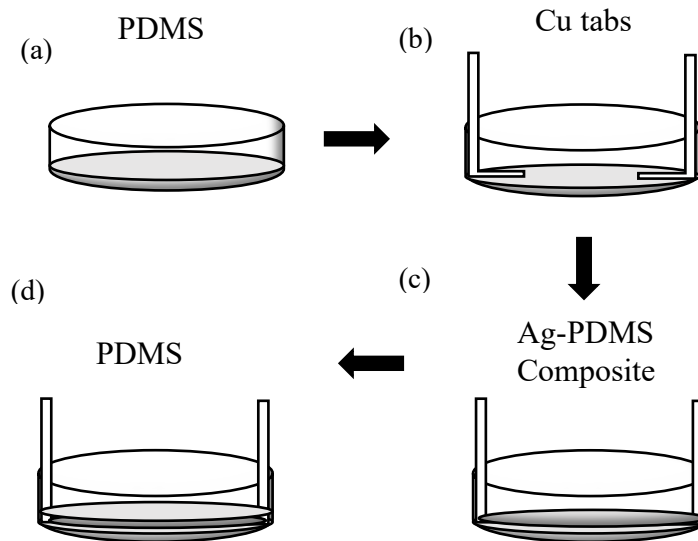 (a)
PDMS
(b)
Cu tabs
(c)
Ag-PDMS
Composite
(d)
PDMS